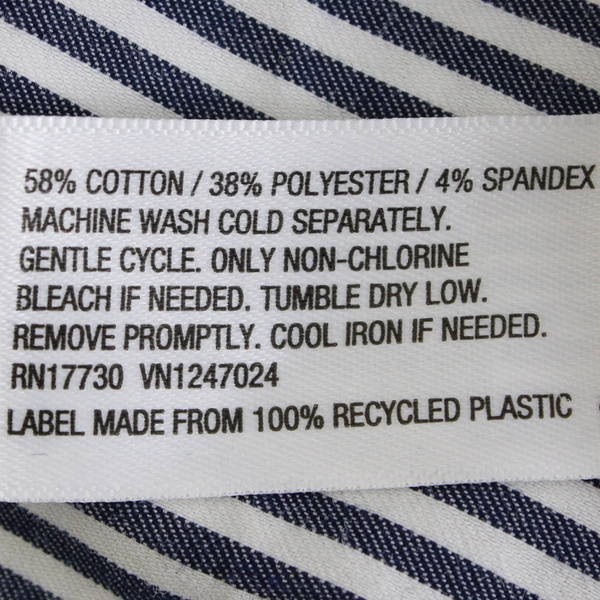 58% COTTON / 38% POLYESTER / 4% SPANDEX
MACHINE WASH COLD SEPARATELY.
GENTLE CYCLE. ONLY NON-CHLORINE
BLEACH IF NEEDED. TUMBLE DRY LOW.
REMOVE PROMPTLY. COOL IRON IF NEEDED.
RN17730 VN1247024
LABEL MADE FROM 100% RECYCLED PLASTIC